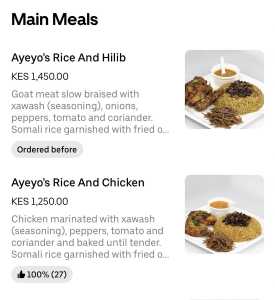 Main Meals
Ayeyo's Rice And Hilib
KES 1,450.00
Goat meat slow braised with
xawash (seasoning), onions,
peppers, tomato and coriander.
Somali rice garnished with fried o...
Ordered before
Ayeyo's Rice And Chicken
KES 1,250.00
Chicken marinated with xawash
(seasoning), peppers, tomato and
coriander and baked until tender.
Somali rice garnished with fried o...
100% (27)